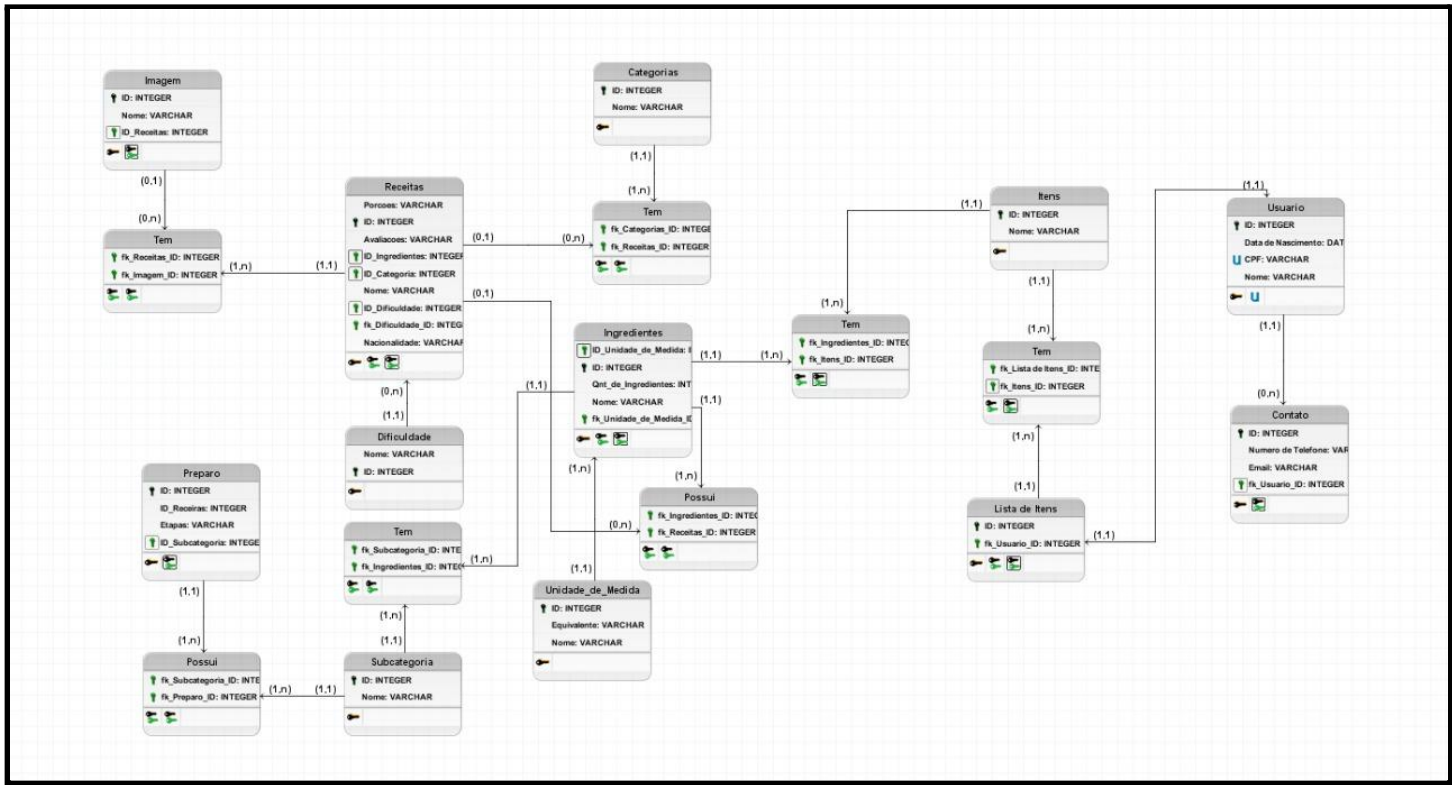 Imagem
ID: INTEGER
Nome: VARCHAR
ID_Receitas: INTEGER
(0,1)
(0,n)
Tem
fk_Receitas_ID: INTEGER
fk_Imagem_ID: INTEGER
(1,n)
(1,1)
Receitas
Porcoes: VARCHAR
ID: INTEGER
Avaliacoes: VARCHAR
ID_Ingredientes: INTEGER
ID_Categoria: INTEGER
Nome: VARCHAR
ID_Dificuldade: INTEGER
fk_Dificuldade_ID: INTEG
Nacionalidade: VARCHAR
(0,1)
(0,n)
(0,1)
(0,n)
(1,1)
Dificuldade
Nome: VARCHAR
ID: INTEGER
Categorias
ID: INTEGER
Nome: VARCHAR
(1,1)
(1,n)
Tem
fk_Categorias_ID: INTEGE
fk_Receitas_ID: INTEGER
Ingredientes
ID_Unidade_de_Medida: I
ID: INTEGER
Qnt_de_Ingredientes: INT
Nome: VARCHAR
fk_Unidade_de_Medida_ID
(1,1)
(1,n)
(1,1)
(1,1)
(1,n)
(1,n)
Possui
fk_Ingredientes_ID: INTEG
fk_Receitas_ID: INTEGER
(0,n)
(1,1)
Unidade_de_Medida
ID: INTEGER
Equivalente: VARCHAR
Nome: VARCHAR
Preparo
ID: INTEGER
ID_Receiras: INTEGER
Etapas: VARCHAR
ID_Subcategoria: INTEGE
(1,1)
(1,n)
Possui
fk_Subcategoria_ID: INTE
fk_Preparo_ID: INTEGER
(1,n)
(1,1)
Tem
fk_Subcategoria_ID: INTE
fk_Ingredientes_ID: INTEG
(1,n)
(1,n)
(1,1)
Subcategoria
ID: INTEGER
Nome: VARCHAR
Itens
ID: INTEGER
Nome: VARCHAR
(1,1)
(1,n)
Tem
fk_Ingredientes_ID: INTEG
fk_Itens_ID: INTEGER
(1,1)
(1,n)
Tem
fk_Lista de Itens_ID: INTE
fk_Itens_ID: INTEGER
(1,n)
(1,1)
Lista de Itens
ID: INTEGER
fk_Usuario_ID: INTEGER
(1,1)
(1,1)
Usuario
ID: INTEGER
Data de Nascimento: DAT
U CPF: VARCHAR
Nome: VARCHAR
U
(1,1)
(0,n)
Contato
ID: INTEGER
Numero de Telefone: VAR
Email: VARCHAR
fk_Usuario_ID: INTEGER